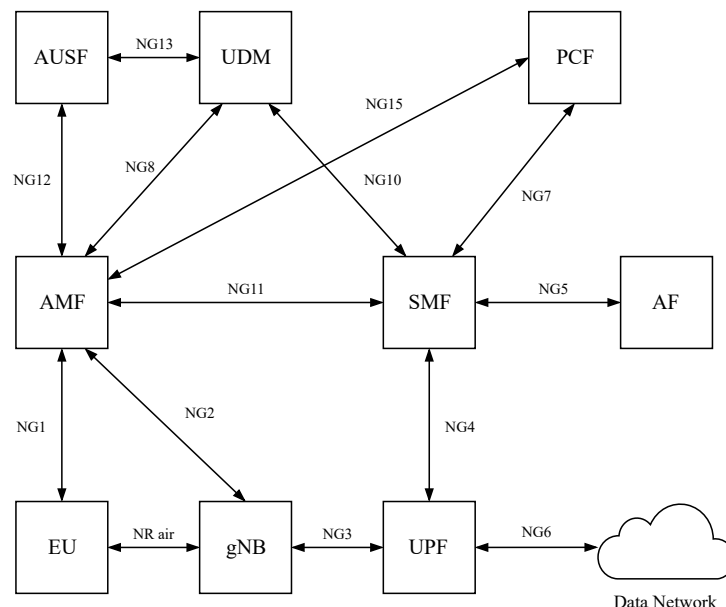 NG13
AUSF
UDM
PCF
NG15
NG8
NG12
NG10
NG7
NG11
NG5
AMF
SMF
AF
NG2
NG1
NG4
NR air
NG3
NG6
EU
gNB
UPF
Data Network